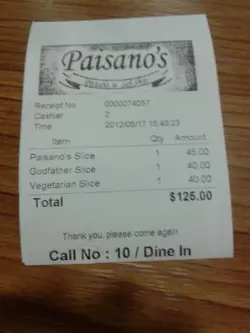 Paisano's
Receipt No 0000074057
Cashier 2
Time 2012/05/17 15:48:23
Item Qty Amount
Paisano's Slice 1 45.00
Godfather Slice 1 40.00
Vegetarian Slice 1 40.00
Total $125.00
Thank you, please come again
Call No : 10 / Dine In